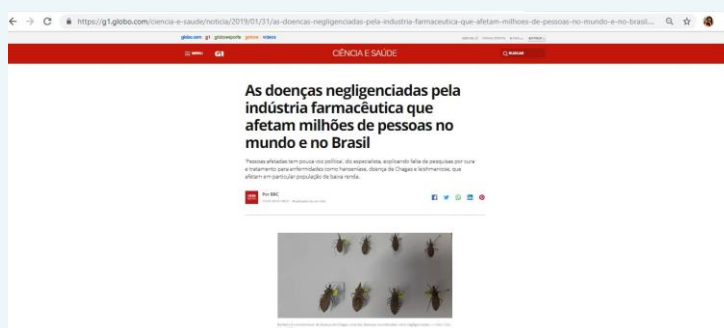 https://g1.globo.com/ciencia-e-saude/noticia/2019/01/31/as-doencas-negligenciadas-pela-industria-farmaceutica-que-afetam-milhoes-de-pessoas-no-mundo-e-no-brasil...
globo.com g1 globoesporte gshow vídeos
MENU G1 CIÊNCIA E SAÚDE BUSCAR
As doenças negligenciadas pela
indústria farmacêutica que
afetam milhões de pessoas no
mundo e no Brasil
'Pessoas afetadas tem pouca voz política', diz especialista, explicando falta de pesquisas por cura
e tratamento para enfermidades como hanseníase, doença de Chagas e leishmaniose, que
afetam em particular população de baixa renda.
Por BBC